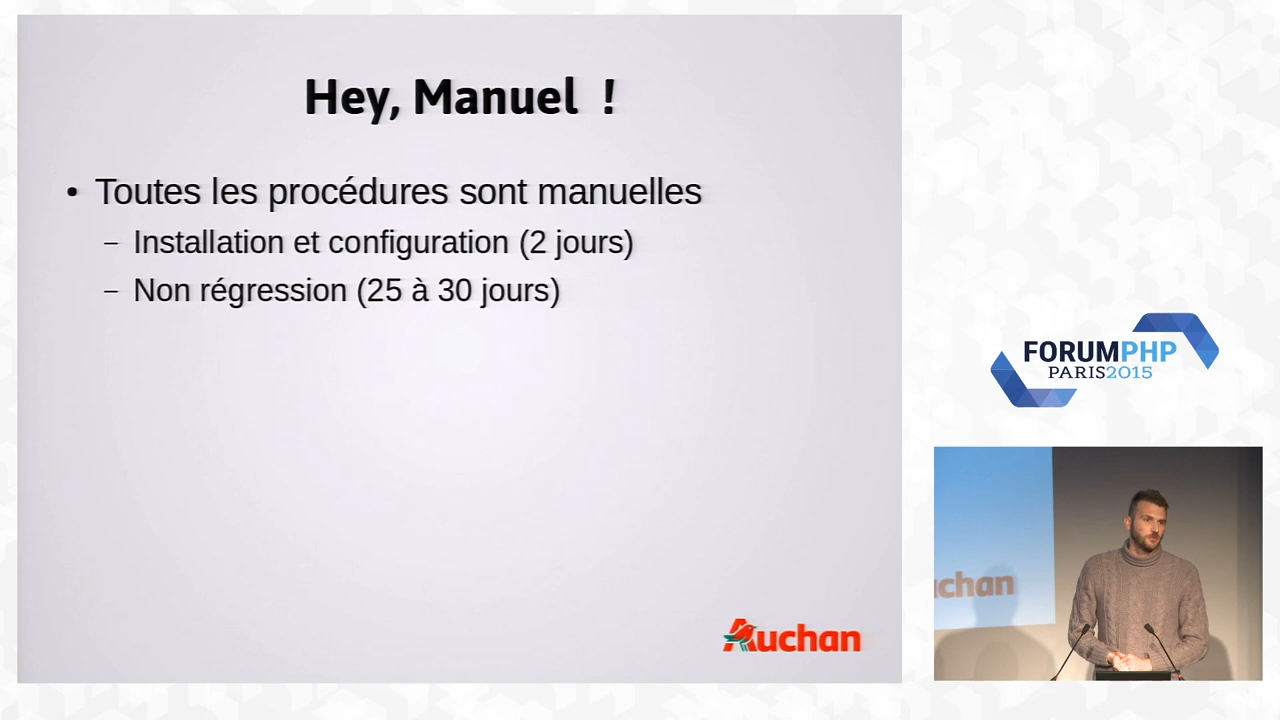 Hey, Manuel !
• Toutes les procédures sont manuelles
– Installation et configuration (2 jours)
– Non régression (25 à 30 jours)
Auchan
FORUMPHP
PARIS2015
uchan